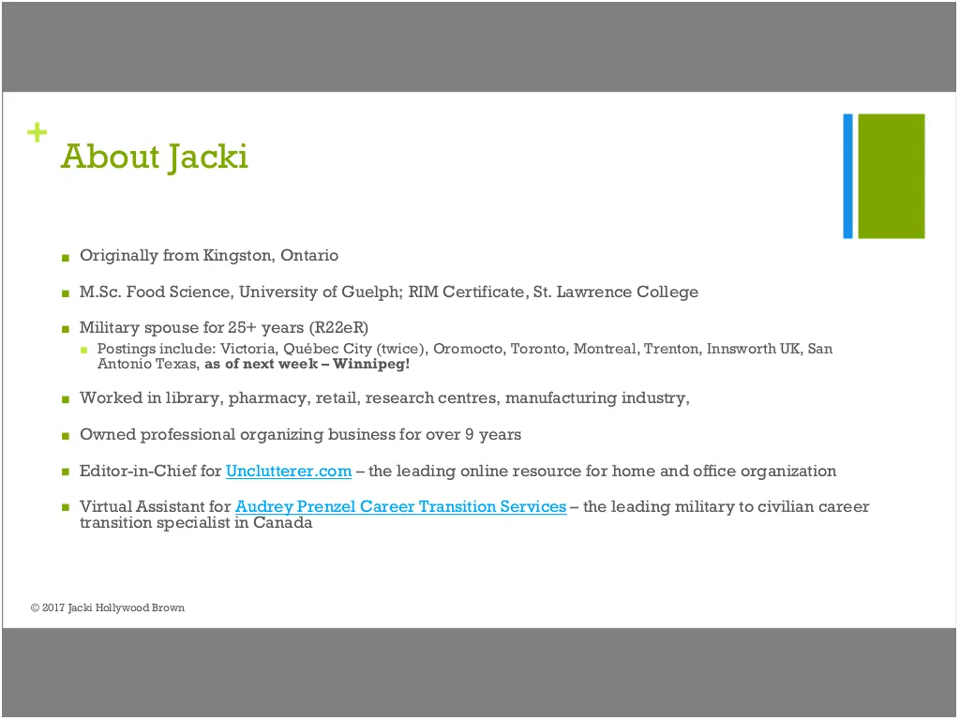 +
About Jacki
Originally from Kingston, Ontario
M.Sc. Food Science, University of Guelph; RIM Certificate, St. Lawrence College
Military spouse for 25+ years (R22eR)
Postings include: Victoria, Québec City (twice), Oromocto, Toronto, Montreal, Trenton, Innsworth UK, San
Antonio Texas, as of next week – Winnipeg!
Worked in library, pharmacy, retail, research centres, manufacturing industry,
Owned professional organizing business for over 9 years
Editor-in-Chief for Unclutterer.com – the leading online resource for home and office organization
Virtual Assistant for Audrey Prenzel Career Transition Services – the leading military to civilian career
transition specialist in Canada
© 2017 Jacki Hollywood Brown